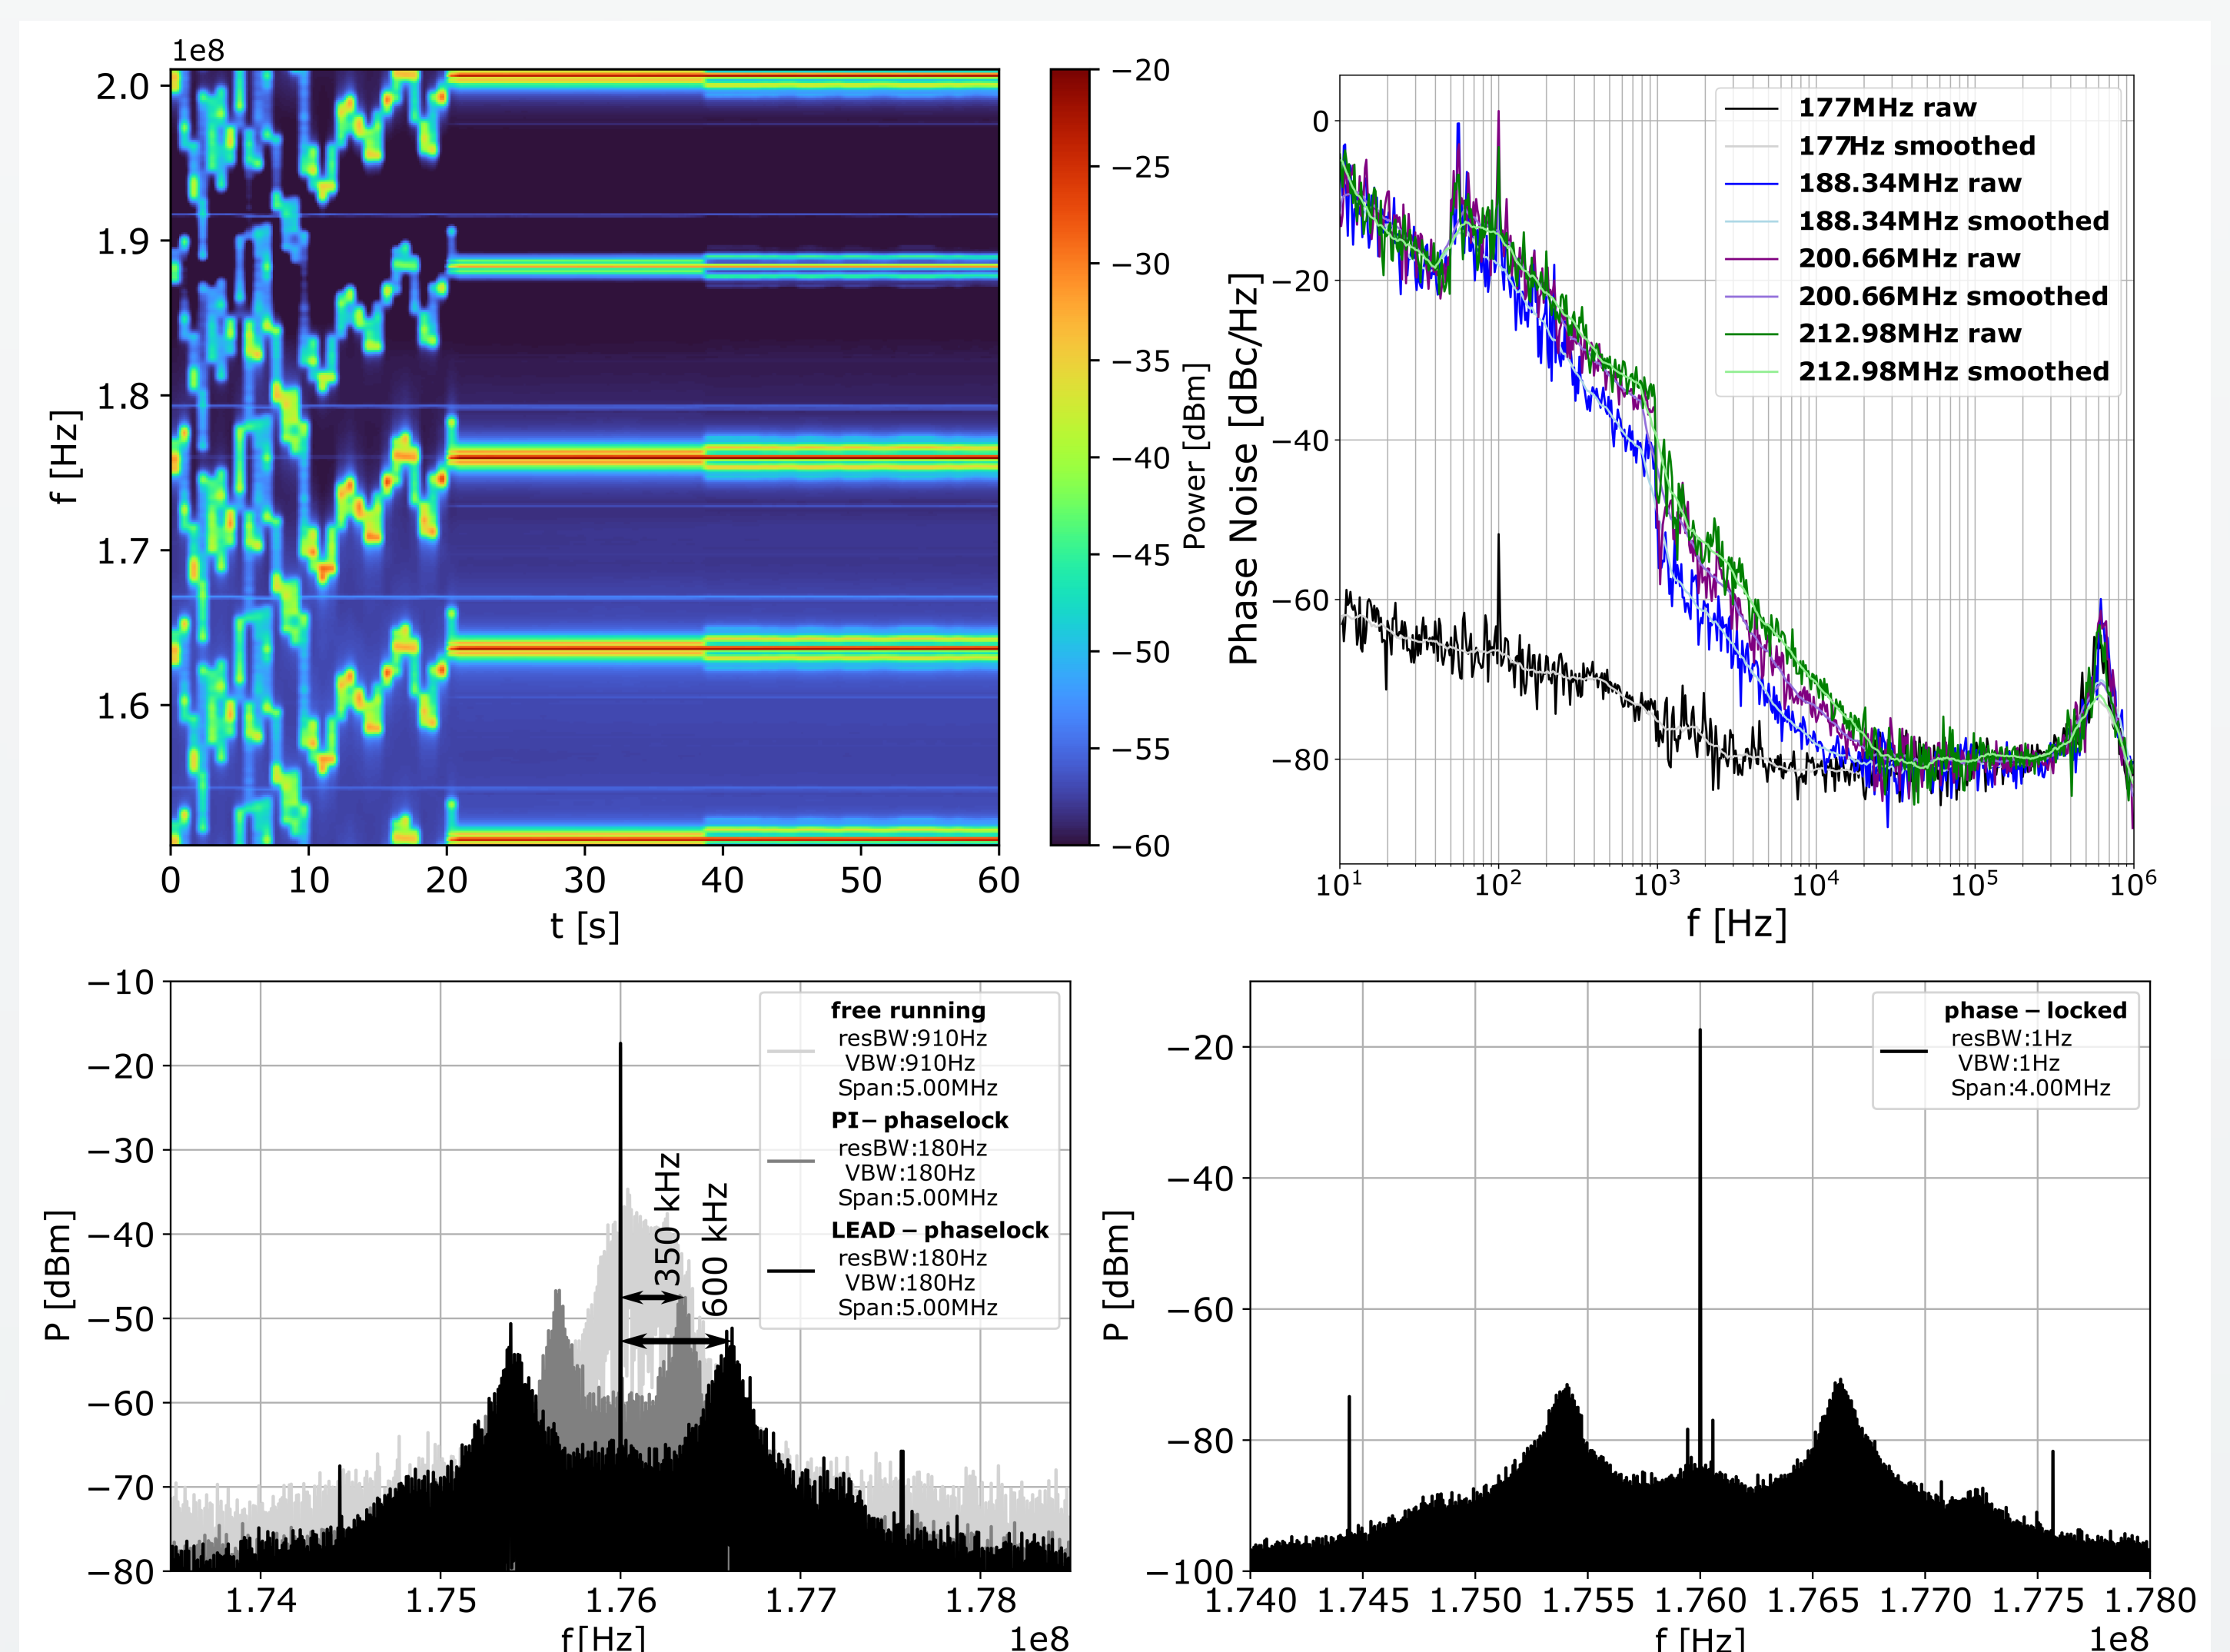 1e8
2.0
1.9
1.8
1.7
1.6
f [Hz]
0
10
20
30
40
50
60
t [s]
−20
−25
−30
−35
−40
−45
−50
−55
−60
Power [dBm]
0
−20
−40
−60
−80
Phase Noise [dBc/Hz]
177MHz raw
177Hz smoothed
188.34MHz raw
188.34MHz smoothed
200.66MHz raw
200.66MHz smoothed
212.98MHz raw
212.98MHz smoothed
10¹
10²
10³
10⁴
10⁵
10⁶
f [Hz]
−10
−20
−30
−40
−50
−60
−70
−80
P [dBm]
350 kHz
600 kHz
free running
resBW:910Hz
VBW:910Hz
Span:5.00MHz
PI−phaselock
resBW:180Hz
VBW:180Hz
Span:5.00MHz
LEAD−phaselock
resBW:180Hz
VBW:180Hz
Span:5.00MHz
1.74
1.75
1.76
1.77
1.78
f[Hz]
1e8
−20
−40
−60
−80
−100
P [dBm]
phase−locked
resBW:1Hz
VBW:1Hz
Span:4.00MHz
1.740
1.745
1.750
1.755
1.760
1.765
1.770
1.775
1.780
f [Hz]
1e8